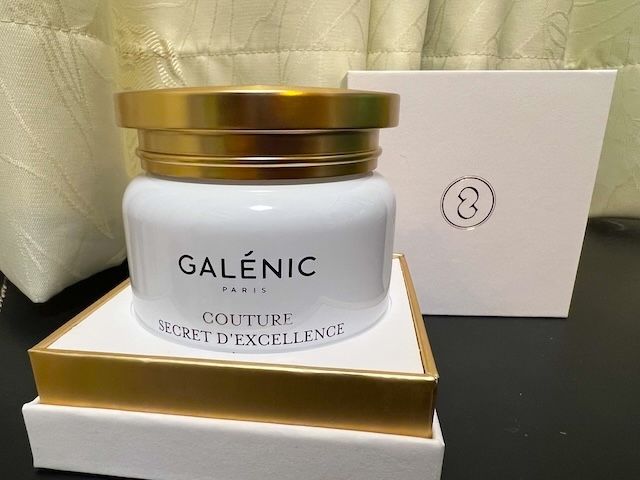 GALÉNIC
PARIS
COUTURE
SECRET D'EXCELLENCE